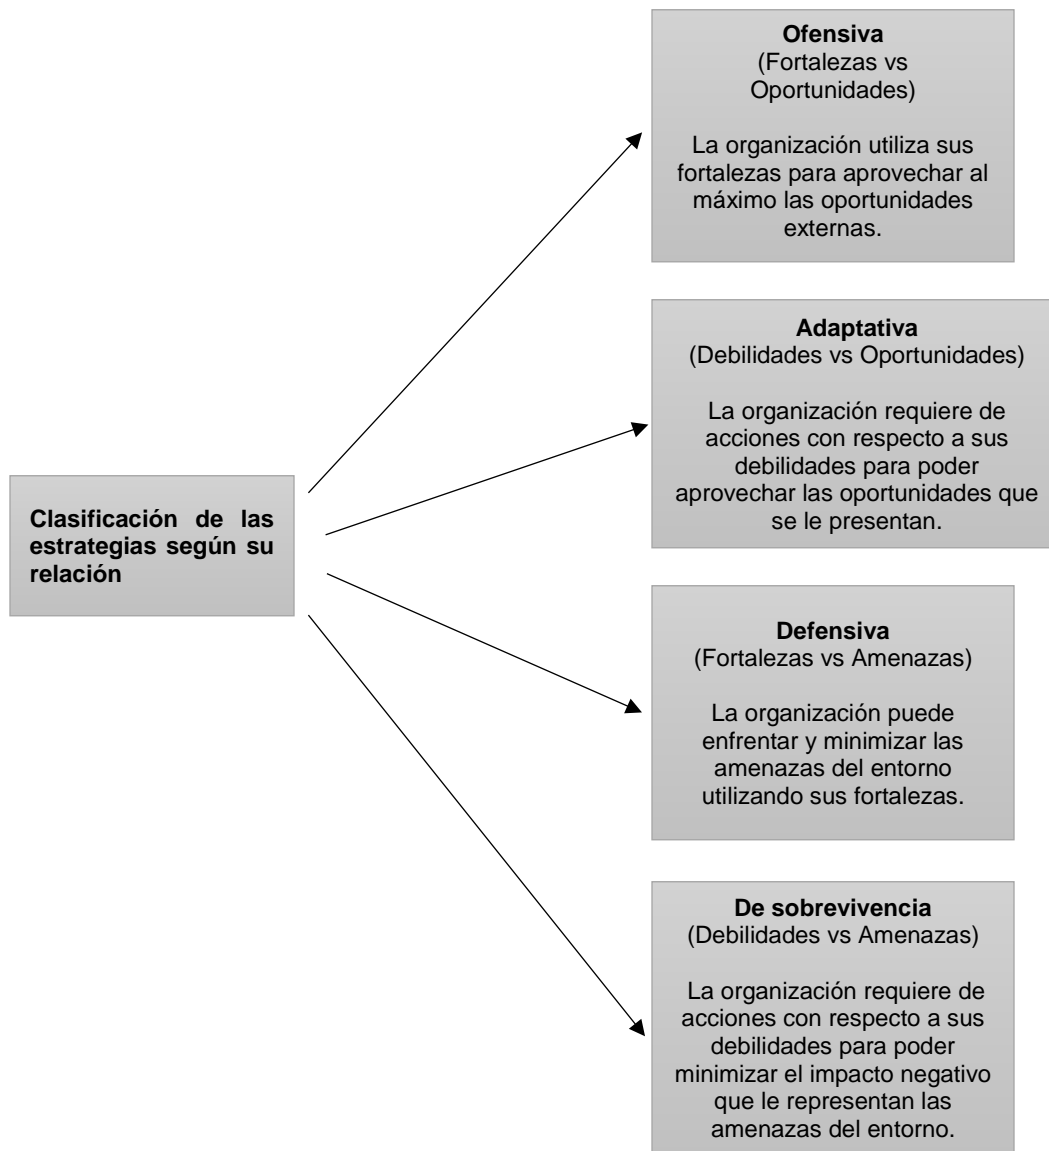 Ofensiva
(Fortalezas vs
Oportunidades)
La organización utiliza sus
fortalezas para aprovechar al
máximo las oportunidades
externas.
Adaptativa
(Debilidades vs Oportunidades)
La organización requiere de
acciones con respecto a sus
debilidades para poder
aprovechar las oportunidades que
se le presentan.
Clasificación de las
estrategias según su
relación
Defensiva
(Fortalezas vs Amenazas)
La organización puede
enfrentar y minimizar las
amenazas del entorno
utilizando sus fortalezas.
De sobrevivencia
(Debilidades vs Amenazas)
La organización requiere de
acciones con respecto a sus
debilidades para poder
minimizar el impacto negativo
que le representan las
amenazas del entorno.